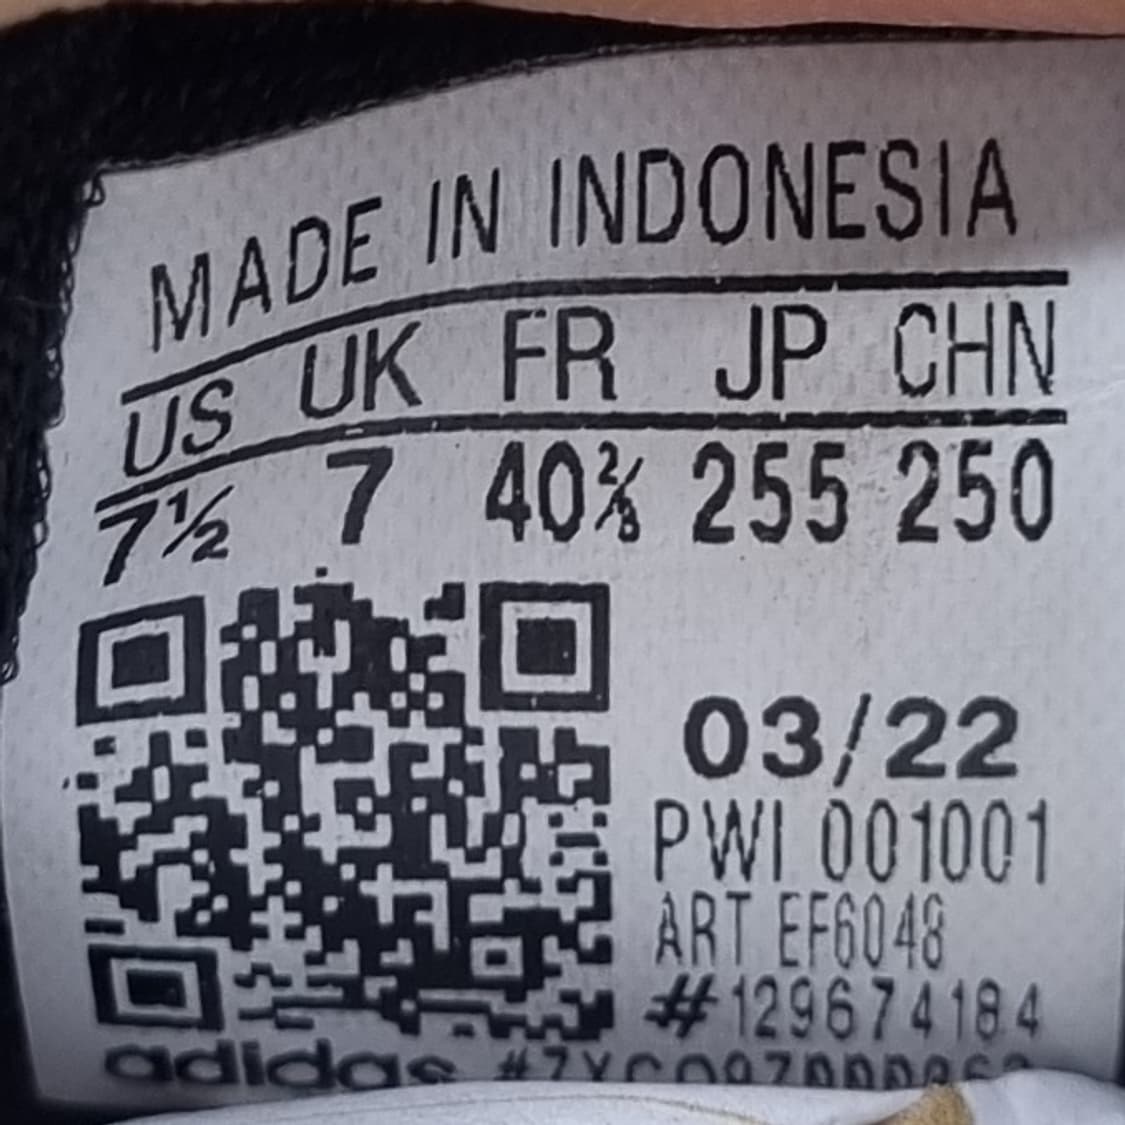 MADE IN INDONESIA
US UK FR JP CHN
7½ 7 40⅔ 255 250
03/22
PWI 001001
ART EF6048
#129674184
adidas